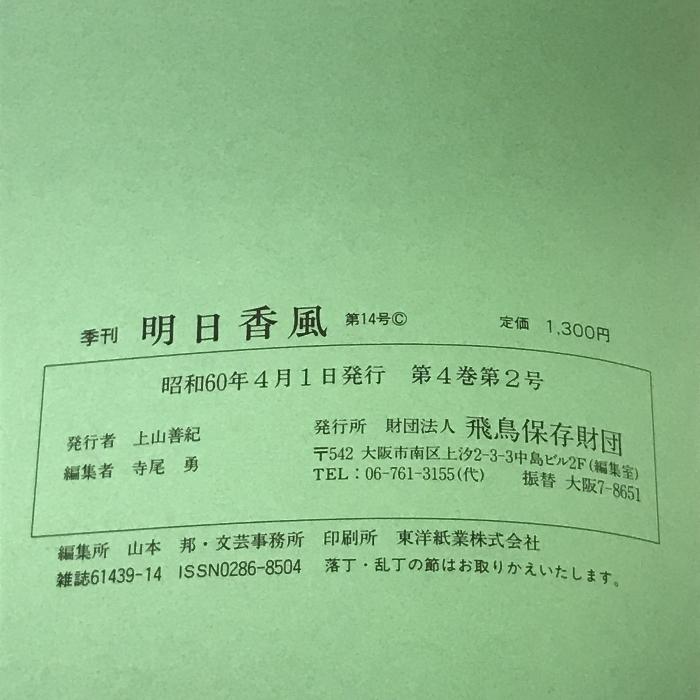 季刊 明日香風 第14号Ⓒ 定価 1,300円
昭和60年4月1日発行 第4巻第2号
発行者 上山善紀
編集者 寺尾 勇
発行所 財団法人 飛鳥保存財団
〒542 大阪市南区上汐2-3-3中島ビル2F(編集室)
TEL:06-761-3155(代) 振替 大阪7-8651
編集所 山本 邦・文芸事務所 印刷所 東洋紙業株式会社
雑誌61439-14 ISSN0286-8504 落丁・乱丁の節はお取りかえいたします。